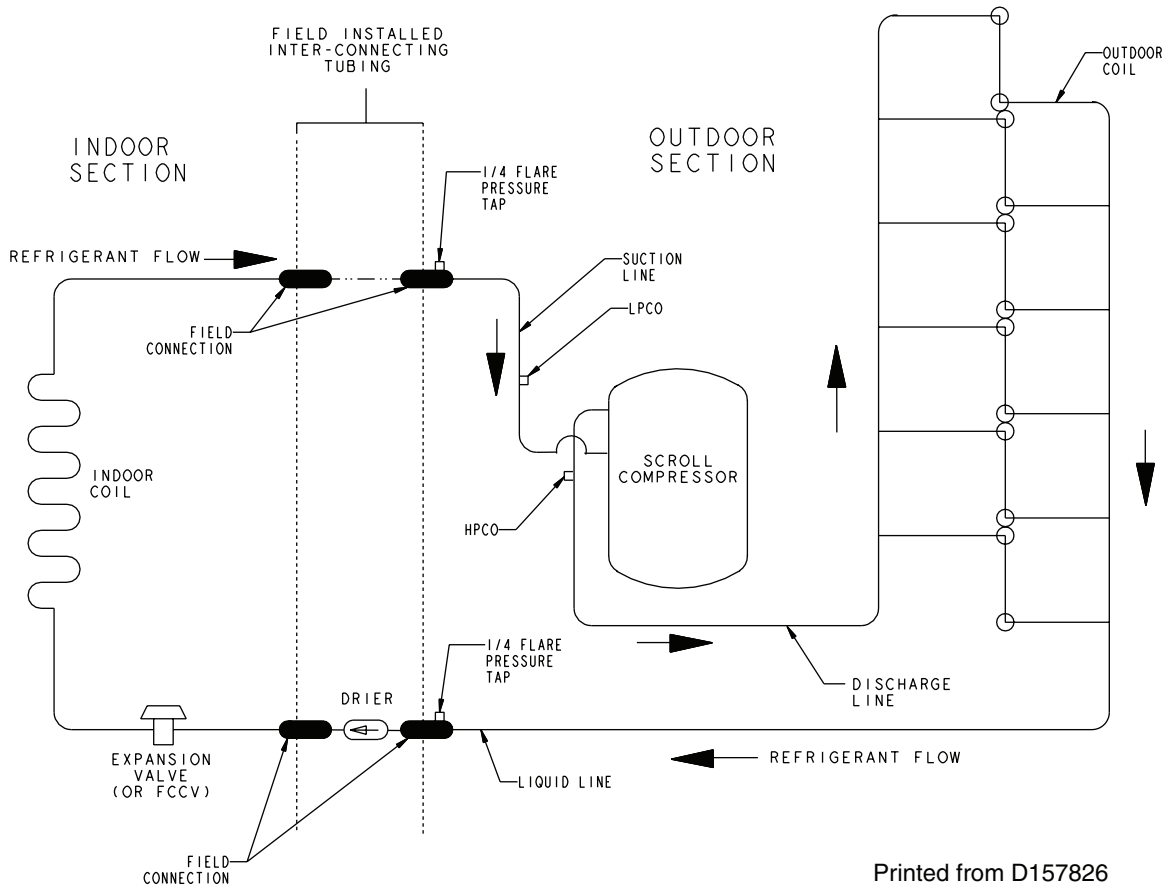 FIELD INSTALLED
INTER-CONNECTING
TUBING
OUTDOOR
COIL
INDOOR
SECTION
OUTDOOR
SECTION
1/4 FLARE
PRESSURE
TAP
REFRIGERANT FLOW
SUCTION
LINE
LPCO
FIELD
CONNECTION
INDOOR
COIL
SCROLL
COMPRESSOR
HPCO
1/4 FLARE
PRESSURE
TAP
DRIER
DISCHARGE
LINE
EXPANSION
VALVE
(OR FCCV)
LIQUID LINE
REFRIGERANT FLOW
FIELD
CONNECTION
Printed from D157826